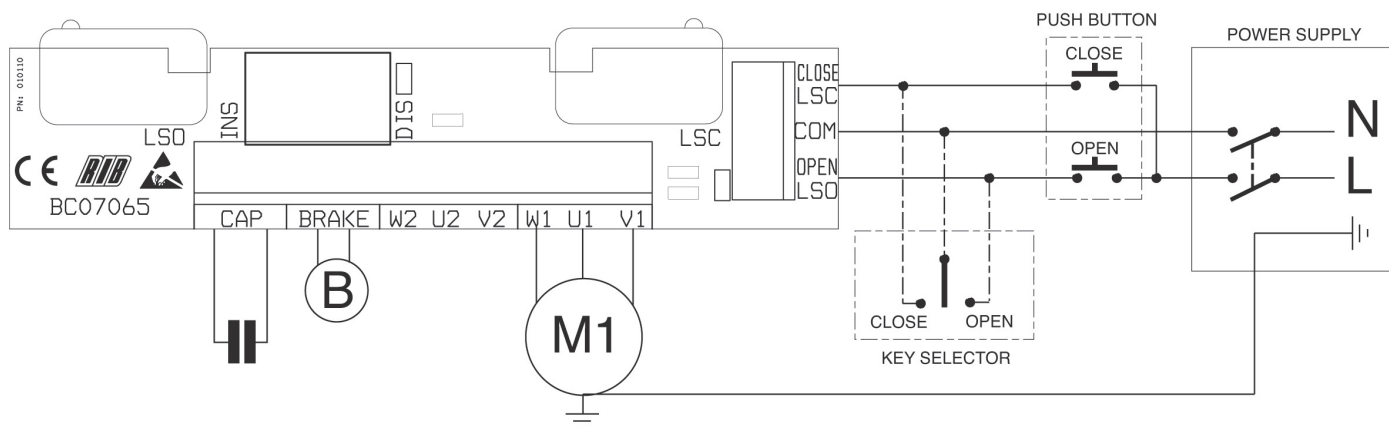 PUSH BUTTON
POWER SUPPLY
CLOSE
PN: 010110
INS
DIS
CLOSE
LSC
LSO
LSC
COM
N
OPEN
OPEN
LSO
L
CE RIB
BC07065
CAP
BRAKE
W2 U2 V2
W1 U1 V1
B
M1
CLOSE
OPEN
KEY SELECTOR